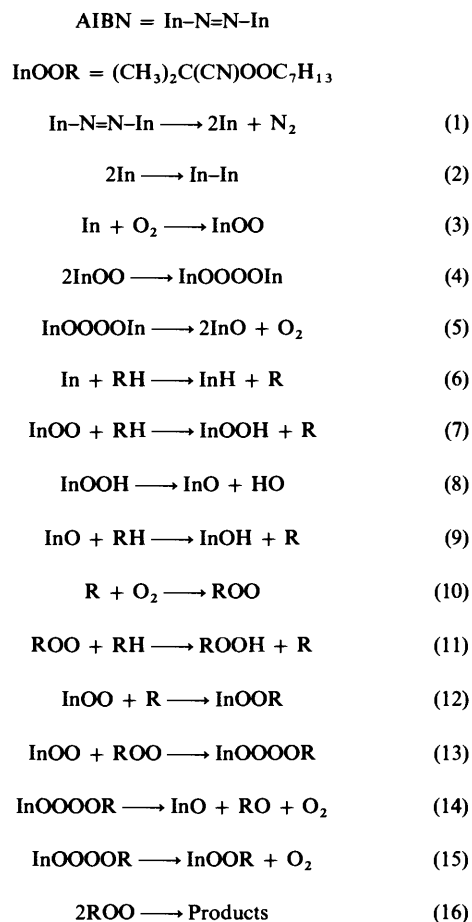 AIBN = In–N=N–In
InOOR = (CH₃)₂C(CN)OOC₇H₁₃
In–N=N–In ⟶ 2In + N₂ (1)
2In ⟶ In–In (2)
In + O₂ ⟶ InOO (3)
2InOO ⟶ InOOOOIn (4)
InOOOOIn ⟶ 2InO + O₂ (5)
In + RH ⟶ InH + R (6)
InOO + RH ⟶ InOOH + R (7)
InOOH ⟶ InO + HO (8)
InO + RH ⟶ InOH + R (9)
R + O₂ ⟶ ROO (10)
ROO + RH ⟶ ROOH + R (11)
InOO + R ⟶ InOOR (12)
InOO + ROO ⟶ InOOOOR (13)
InOOOOR ⟶ InO + RO + O₂ (14)
InOOOOR ⟶ InOOR + O₂ (15)
2ROO ⟶ Products (16)